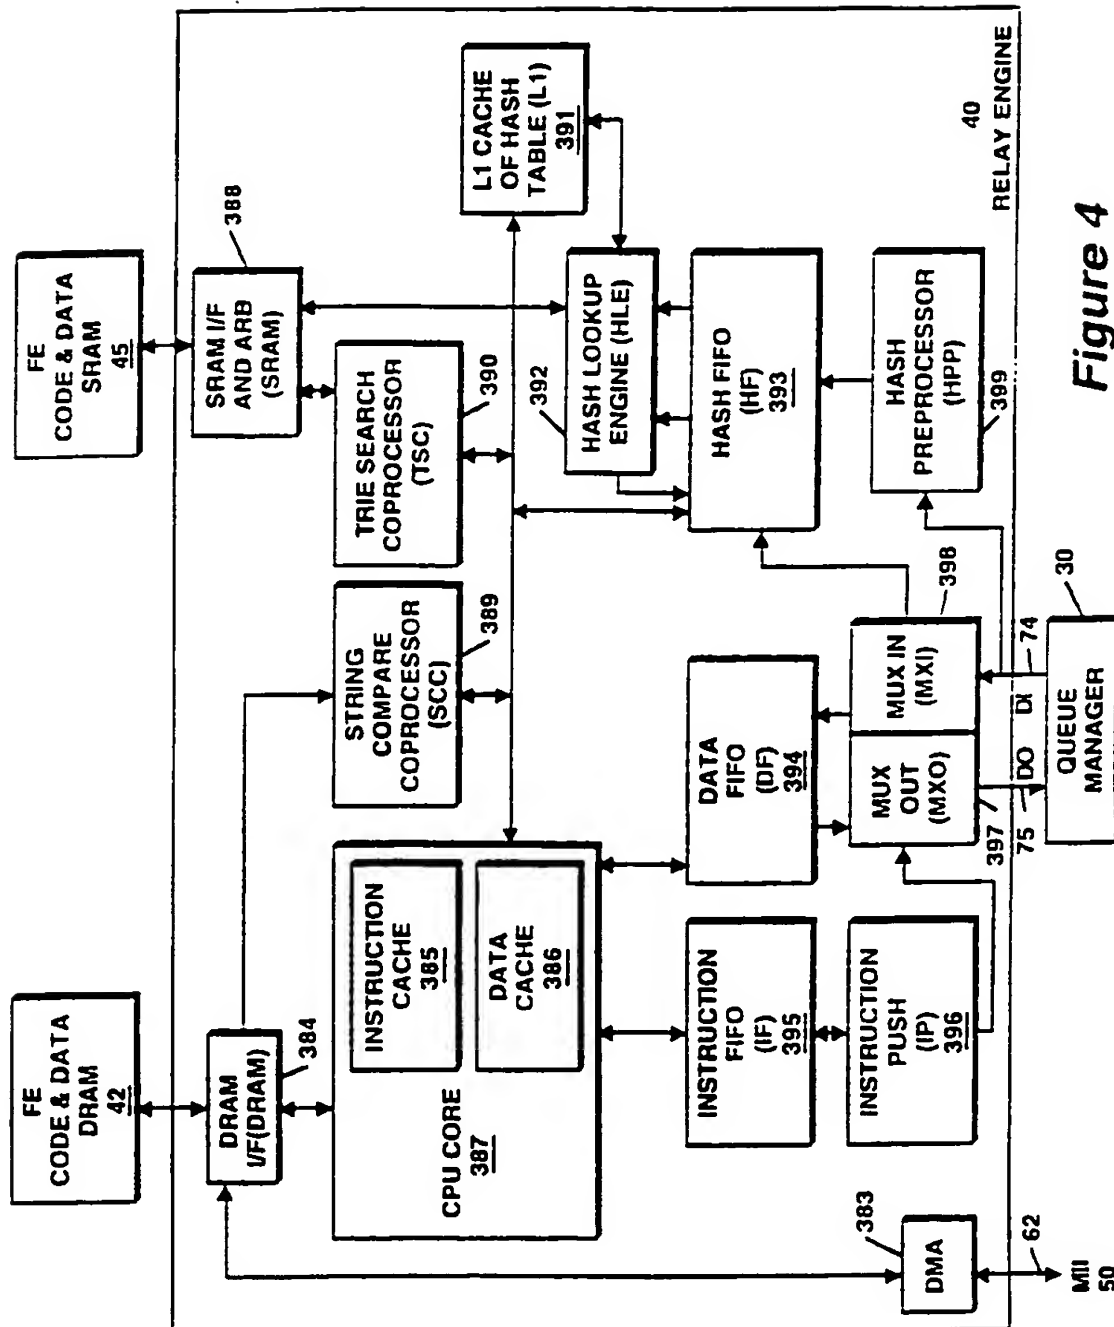 FE
CODE & DATA
DRAM
42
FE
CODE & DATA
SRAM
45
DRAM
I/F(DRAM)
384
SRAM I/F
AND ARB
(SRAM)
388
STRING
COMPARE
COPROCESSOR
(SCC)
389
TRIE SEARCH
COPROCESSOR
(TSC)
390
L1 CACHE
OF HASH
TABLE (L1)
391
CPU CORE
387
INSTRUCTION
CACHE
385
DATA
CACHE
386
392
HASH LOOKUP
ENGINE (HLE)
INSTRUCTION
FIFO
(IF)
395
DATA
FIFO
(DF)
394
HASH FIFO
(HF)
393
INSTRUCTION
PUSH
(IP)
396
MUX
OUT
(MXO)
MUX IN
(MXI)
398
HASH
PREPROCESSOR
(HPP)
399
383
DMA
62
MII
50
397
75
DO
DI
74
QUEUE
MANAGER
30
40
RELAY ENGINE
Figure 4